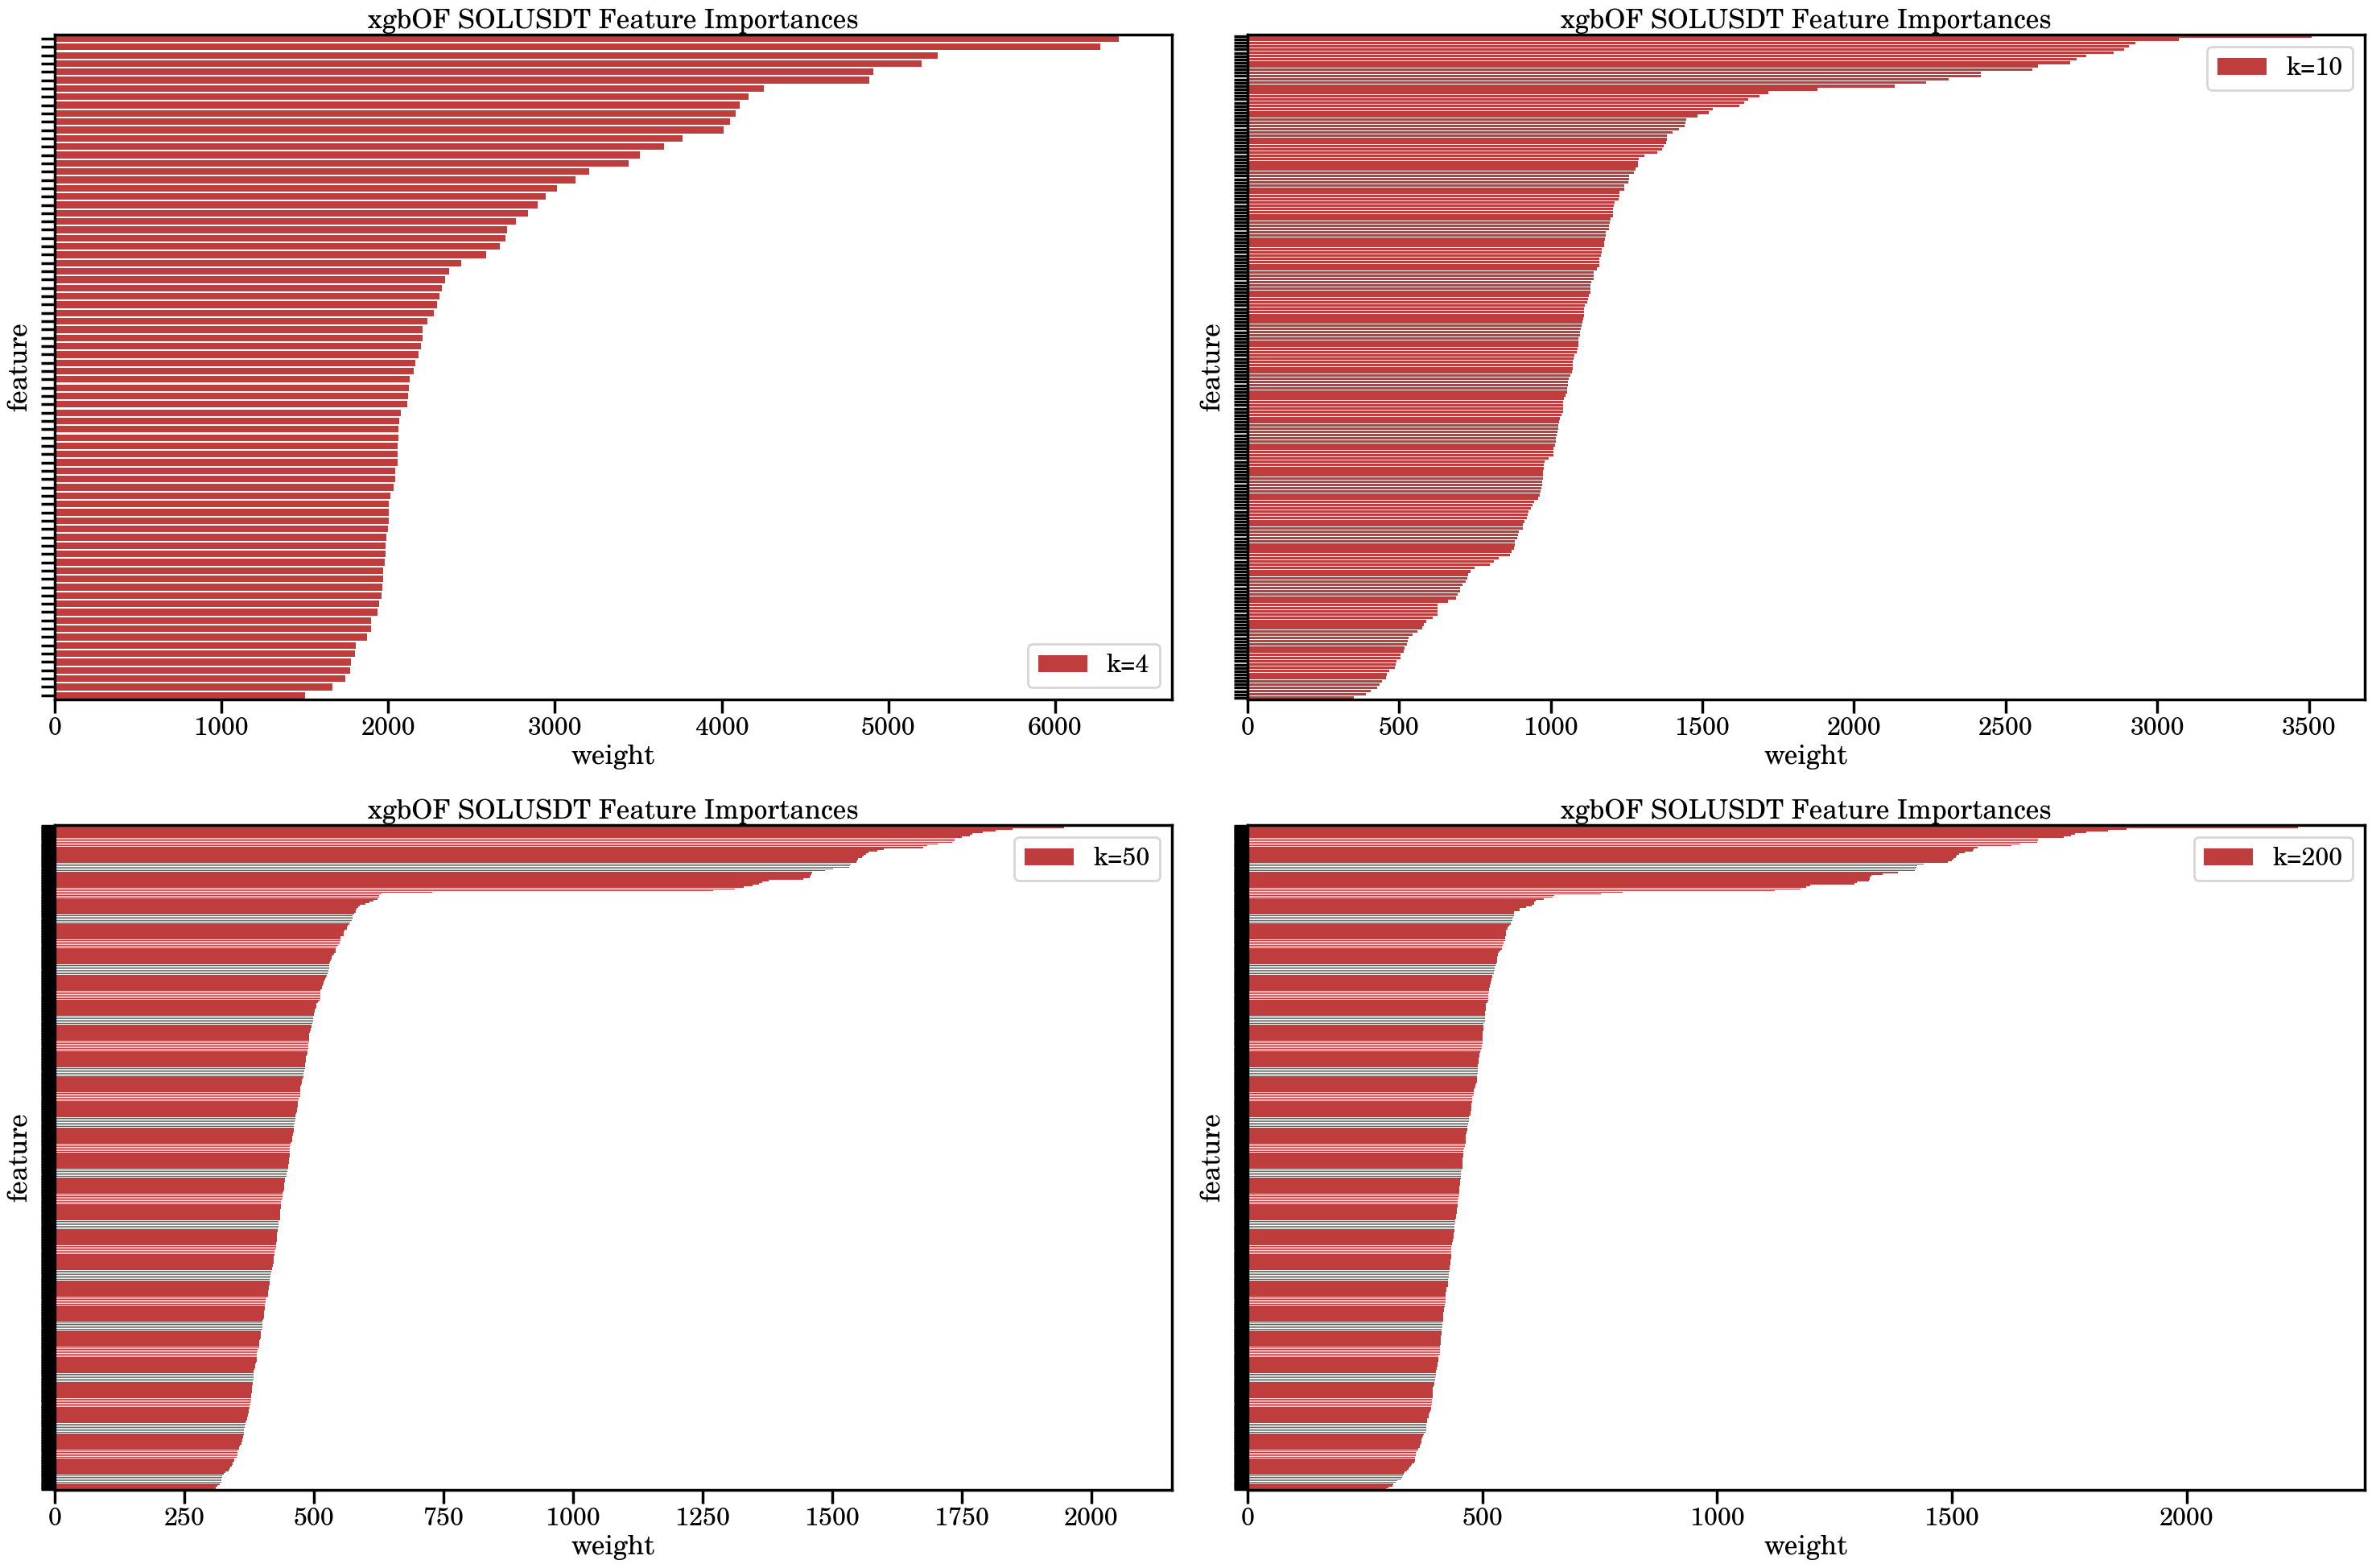 xgbOF SOLUSDT Feature Importances
feature
k=4
0 1000 2000 3000 4000 5000 6000
weight
xgbOF SOLUSDT Feature Importances
k=10
feature
0 500 1000 1500 2000 2500 3000 3500
weight
xgbOF SOLUSDT Feature Importances
k=50
feature
0 250 500 750 1000 1250 1500 1750 2000
weight
xgbOF SOLUSDT Feature Importances
k=200
feature
0 500 1000 1500 2000
weight